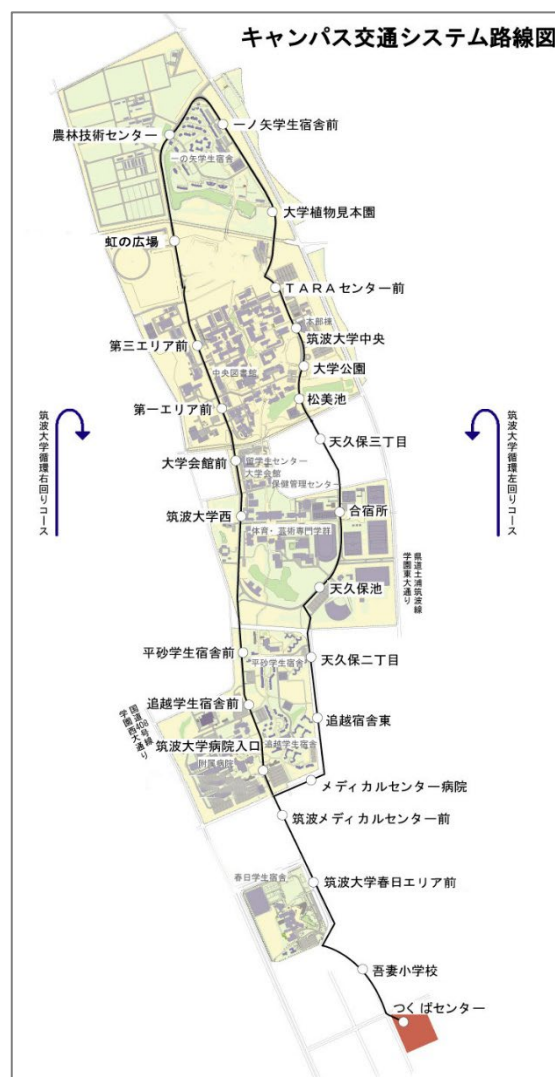 キャンパス交通システム路線図
一ノ矢学生宿舎前
農林技術センター
一の矢学生宿舎
大学植物見本園
虹の広場
TARAセンター前
本部棟
筑波大学中央
第三エリア前
大学公園
中央図書館
松美池
第一エリア前
筑波大学循環右回りコース
筑波大学循環左回りコース
天久保三丁目
大学会館前
留学生センター
大学会館
保健管理センター
合宿所
筑波大学西
体育・芸術専門学群
県道土浦筑波線
学園東大通り
天久保池
平砂学生宿舎前
天久保二丁目
平砂学生宿舎
追越学生宿舎前
国道408号線
学園西大通り
追越宿舎東
筑波大学病院入口
追越学生宿舎
附属病院
メディカルセンター病院
筑波メディカルセンター前
春日学生宿舎
筑波大学春日エリア前
吾妻小学校
つくばセンター